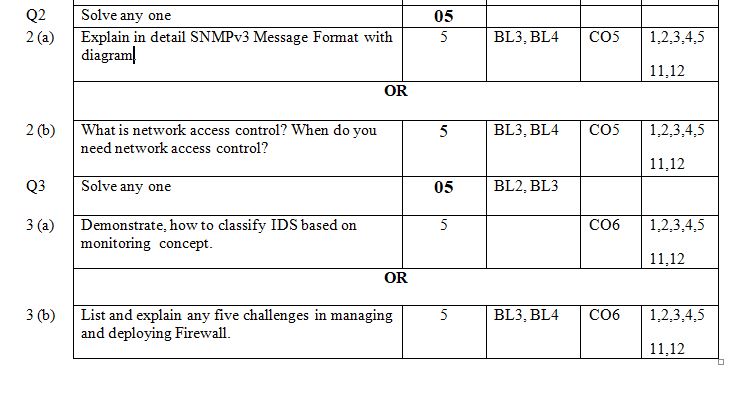 Q2 Solve any one 05
2 (a) Explain in detail SNMPv3 Message Format with 5 BL3, BL4 CO5 1,2,3,4,5
diagram
11,12
OR
2 (b) What is network access control? When do you 5 BL3, BL4 CO5 1,2,3,4,5
need network access control?
11,12
Q3 Solve any one 05 BL2, BL3
3 (a) Demonstrate, how to classify IDS based on 5 CO6 1,2,3,4,5
monitoring concept.
11,12
OR
3 (b) List and explain any five challenges in managing 5 BL3, BL4 CO6 1,2,3,4,5
and deploying Firewall.
11,12